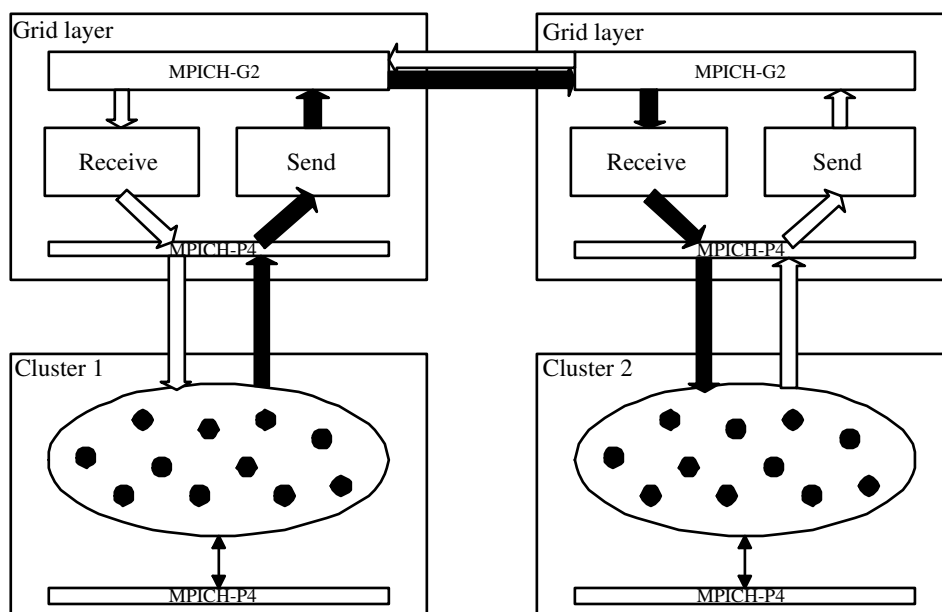 Grid layer
MPICH-G2
Receive
Send
MPICH-P4
Cluster 1
MPICH-P4
Grid layer
MPICH-G2
Receive
Send
MPICH-P4
Cluster 2
MPICH-P4